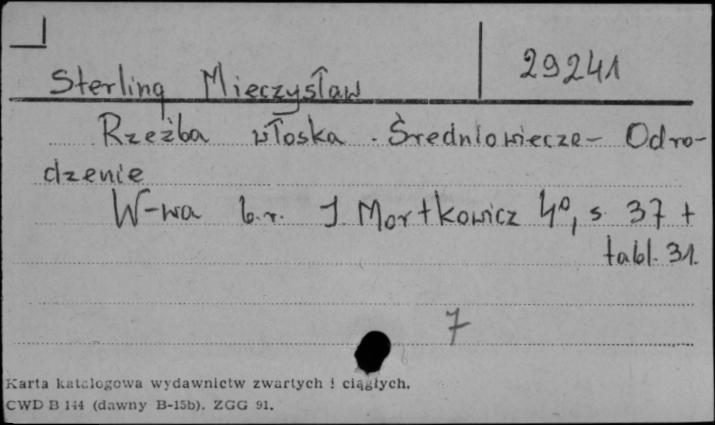 29241
Sterling Mieczysław
Rzeźba włoska. Średniowiecze - Odro-
dzenie
W-wa b.r. J. Mortkowicz 4°, s. 37 +
tabl. 31.
7
Karta katalogowa wydawnictw zwartych i ciągłych.
CWD B 144 (dawny B-15b). ZGG 91.